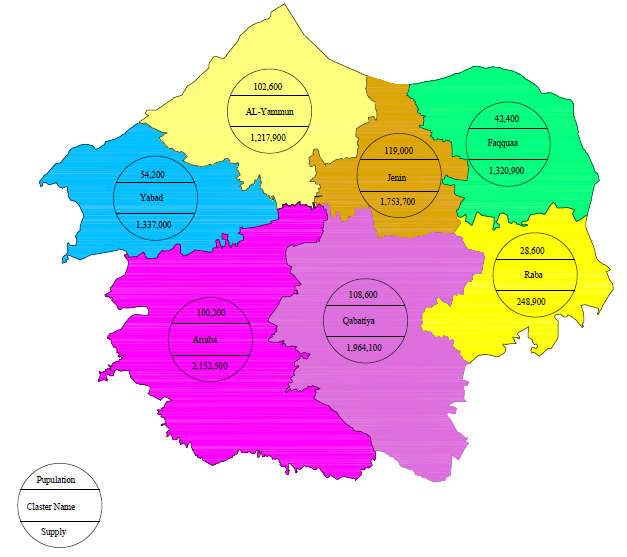 102,600
AL-Yammun
1,217,900
42,400
Faqquaa
1,320,900
119,000
Jenin
1,753,700
54,200
Yabad
1,337,000
28,600
Raba
248,900
108,600
Qabatiya
1,964,100
100,200
Arraba
2,152,500
Pupulation
Claster Name
Supply